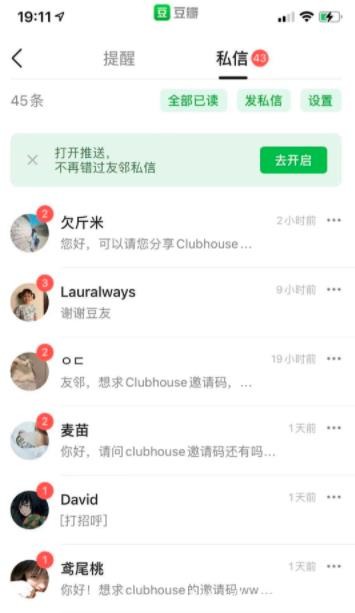 19:11
豆 豆瓣
提醒 私信 43
45条 全部已读 发私信 设置
打开推送，
不再错过友邻私信
去开启
2
欠斤米 2小时前
您好，可以请您分享Clubhouse...
3
Lauralways 9小时前
谢谢豆友
2
ㅇㄷ 19小时前
友邻，想求Clubhouse邀请码，...
2
麦苗 1天前
你好，请问clubhouse邀请码还有吗...
1
David 1天前
[打招呼]
1
鸢尾桃 1天前
你好！想求clubhouse的邀请码ww...